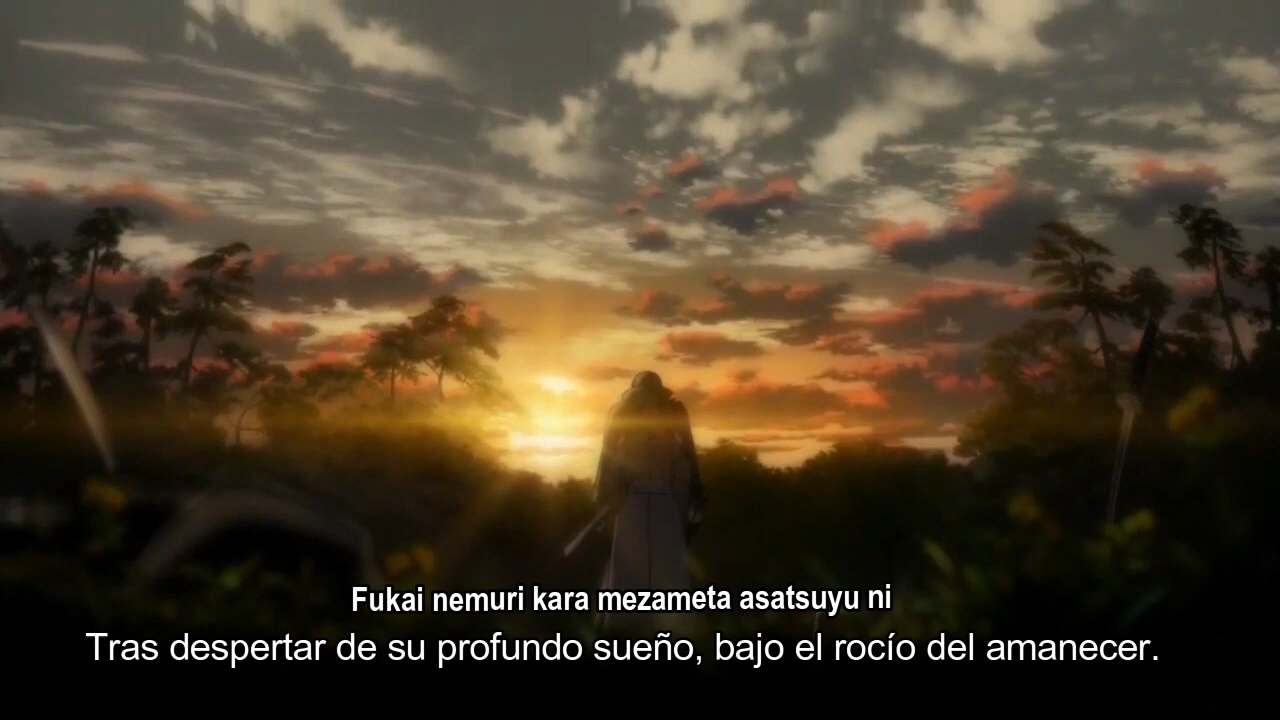 Fukai nemuri kara mezameta asatsuyu ni
Tras despertar de su profundo sueño, bajo el rocío del amanecer.